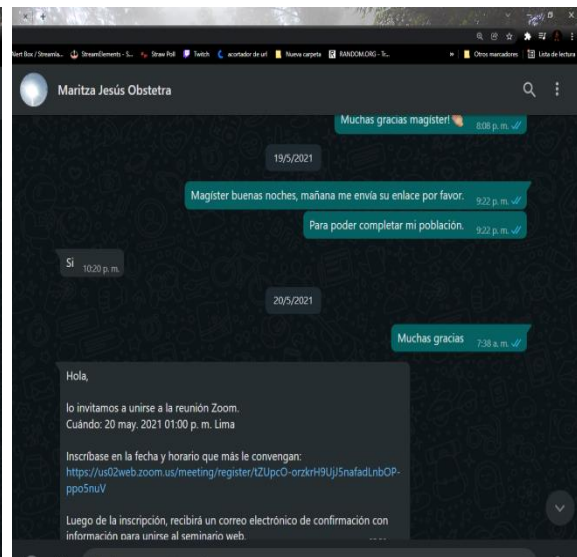 StreamElements - S...
Straw Poll
Twitch
acortador de url
Nueva carpeta
RANDOM.ORG - Tr...
»
Otros marcadores
Lista de lectura
Maritza Jesús Obstetra
Muchas gracias magíster!
8:08 p. m.
19/5/2021
Magíster buenas noches, mañana me envía su enlace por favor.
9:22 p. m.
Para poder completar mi población.
9:22 p. m.
Si
10:20 p. m.
20/5/2021
Muchas gracias
7:38 a. m.
Hola,
lo invitamos a unirse a la reunión Zoom.
Cuándo: 20 may. 2021 01:00 p. m. Lima
Inscríbase en la fecha y horario que más le convengan:
https://us02web.zoom.us/meeting/register/tZUpcO-orzkrH9UjJ5nafadLnbOP-
ppo5nuV
Luego de la inscripción, recibirá un correo electrónico de confirmación con
información para unirse al seminario web.